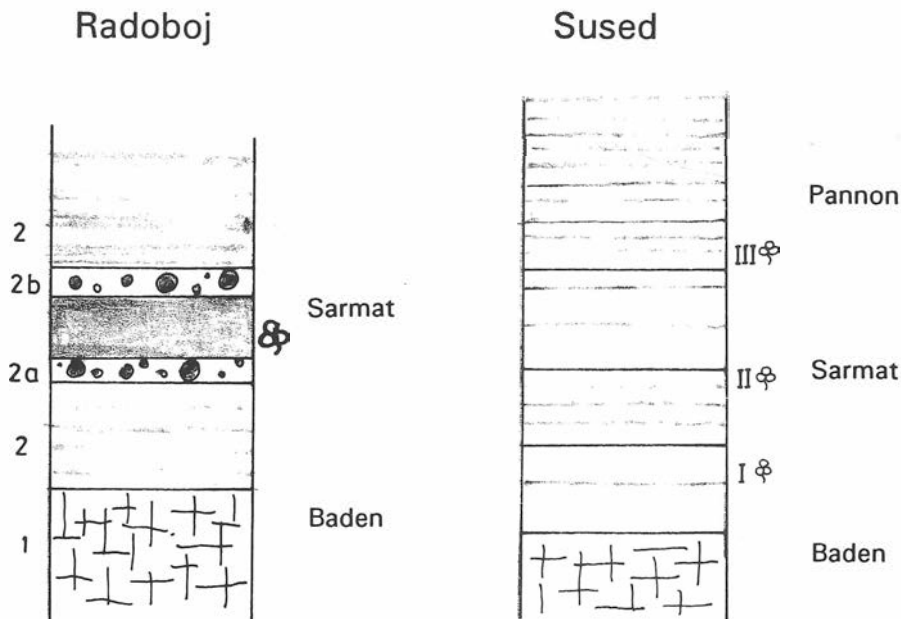 Radoboj
2
2b
Sarmat
2a
2
Baden
1
Sused
Pannon
III
Sarmat
II
I
Baden